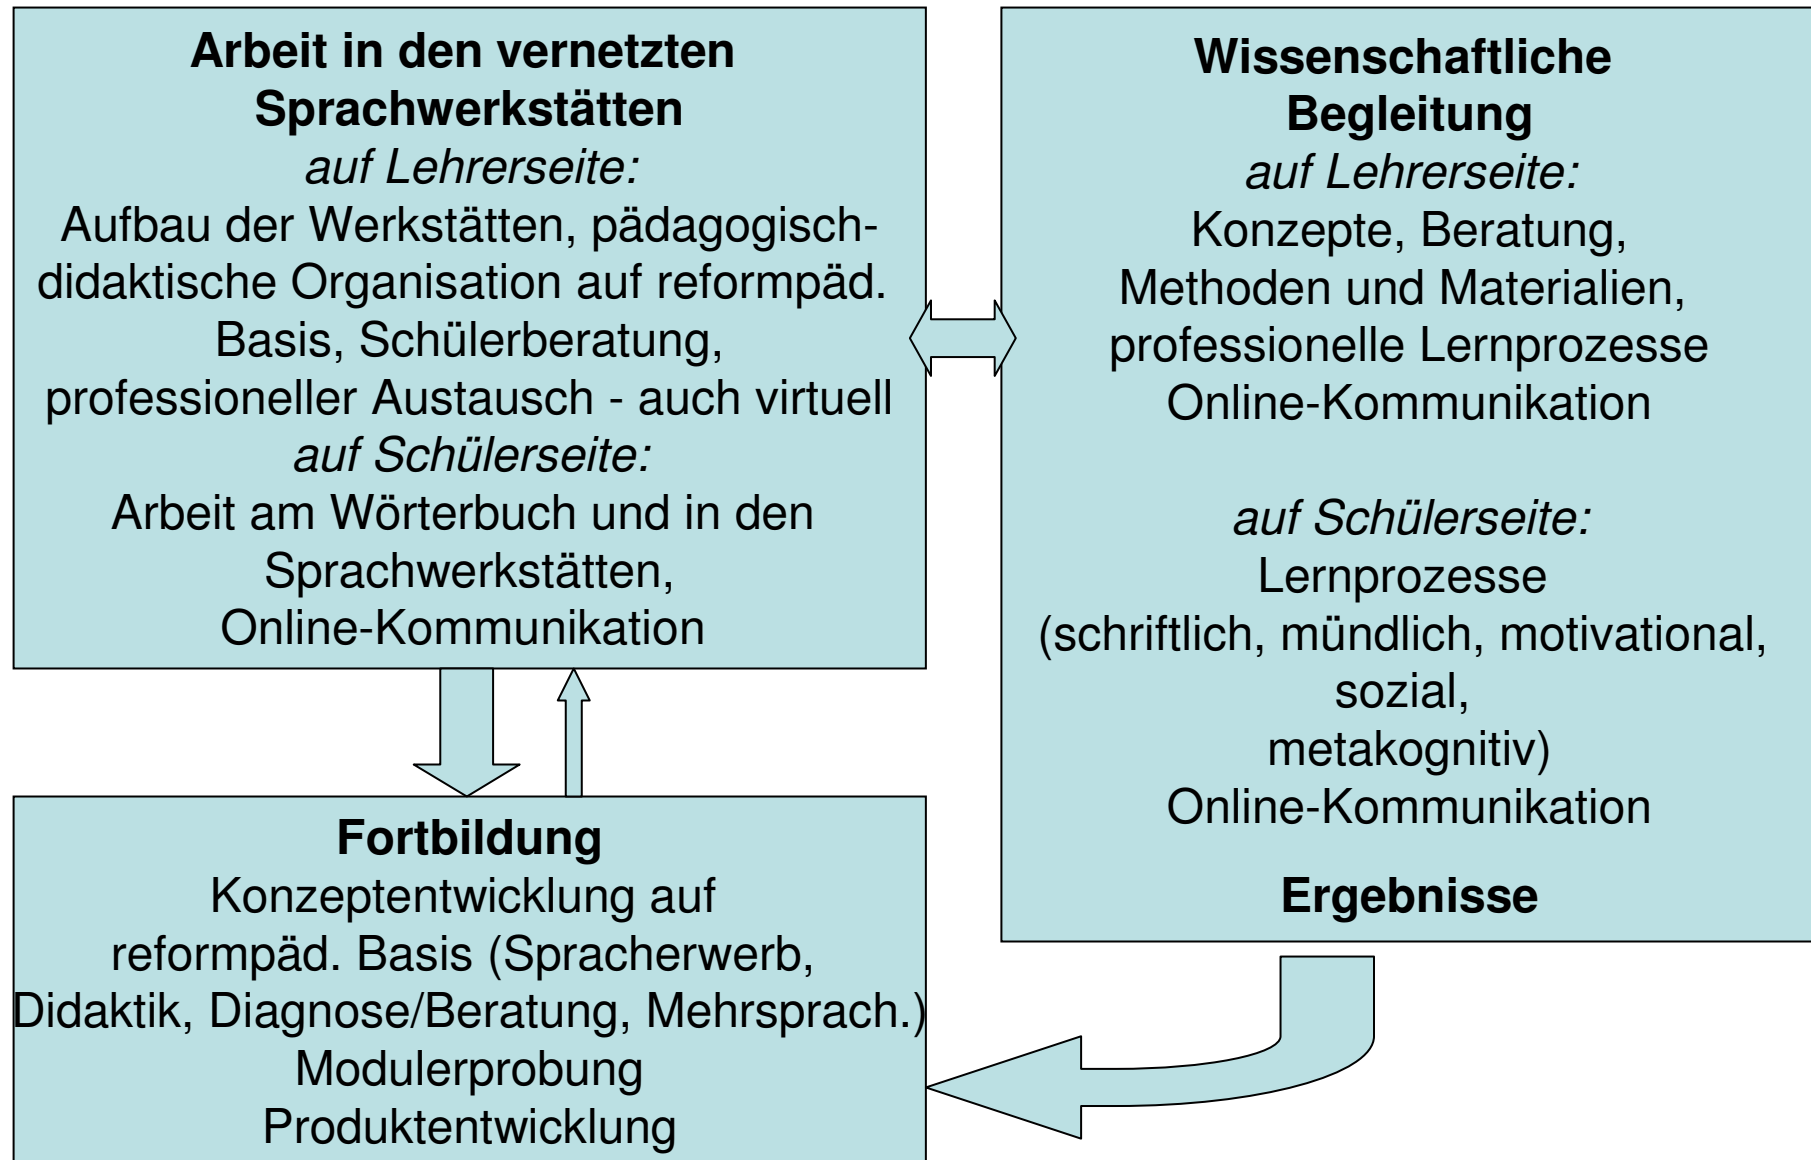 Arbeit in den vernetzten
Sprachwerkstätten
auf Lehrerseite:
Aufbau der Werkstätten, pädagogisch-
didaktische Organisation auf reformpäd.
Basis, Schülerberatung,
professioneller Austausch - auch virtuell
auf Schülerseite:
Arbeit am Wörterbuch und in den
Sprachwerkstätten,
Online-Kommunikation
Wissenschaftliche
Begleitung
auf Lehrerseite:
Konzepte, Beratung,
Methoden und Materialien,
professionelle Lernprozesse
Online-Kommunikation
auf Schülerseite:
Lernprozesse
(schriftlich, mündlich, motivational,
sozial,
metakognitiv)
Online-Kommunikation
Ergebnisse
Fortbildung
Konzeptentwicklung auf
reformpäd. Basis (Spracherwerb,
Didaktik, Diagnose/Beratung, Mehrsprach.)
Modulerprobung
Produktentwicklung